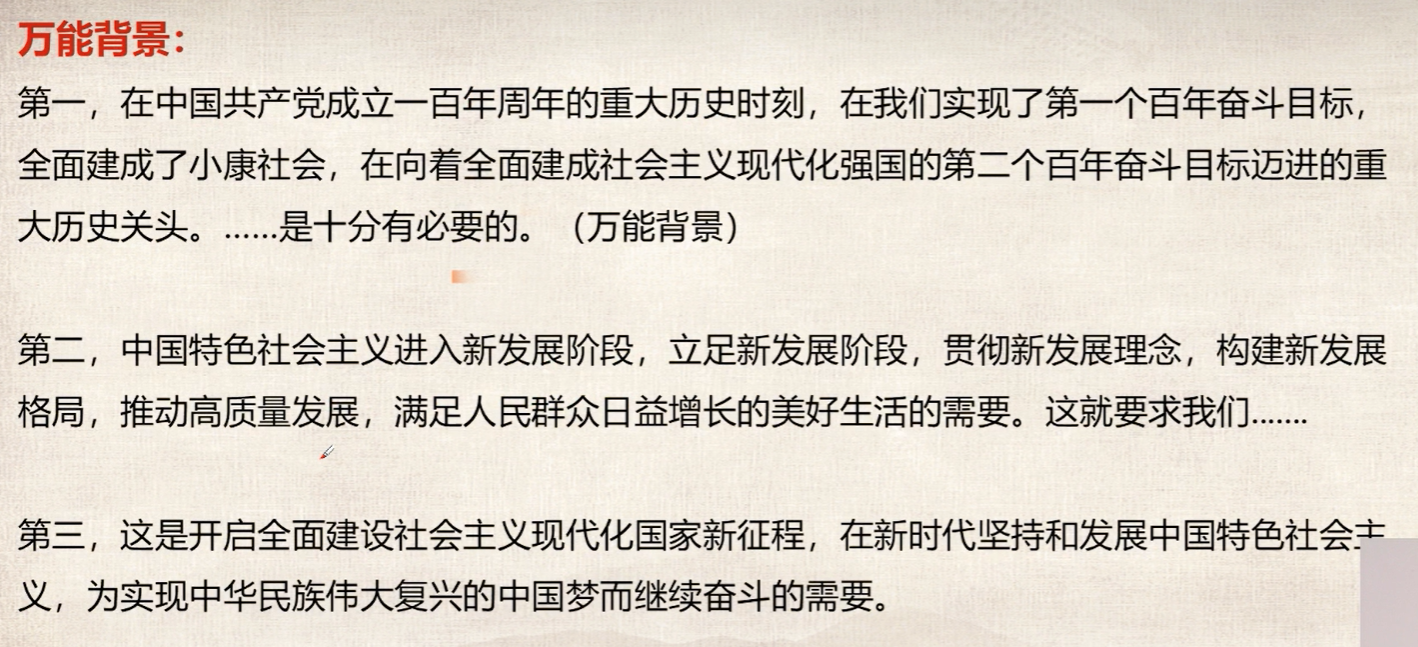 万能背景：
第一，在中国共产党成立一百年周年的重大历史时刻，在我们实现了第一个百年奋斗目标，
全面建成了小康社会，在向着全面建成社会主义现代化强国的第二个百年奋斗目标迈进的重
大历史关头。……是十分有必要的。（万能背景）
第二，中国特色社会主义进入新发展阶段，立足新发展阶段，贯彻新发展理念，构建新发展
格局，推动高质量发展，满足人民群众日益增长的美好生活的需要。这就要求我们…….
第三，这是开启全面建设社会主义现代化国家新征程，在新时代坚持和发展中国特色社会主
义，为实现中华民族伟大复兴的中国梦而继续奋斗的需要。